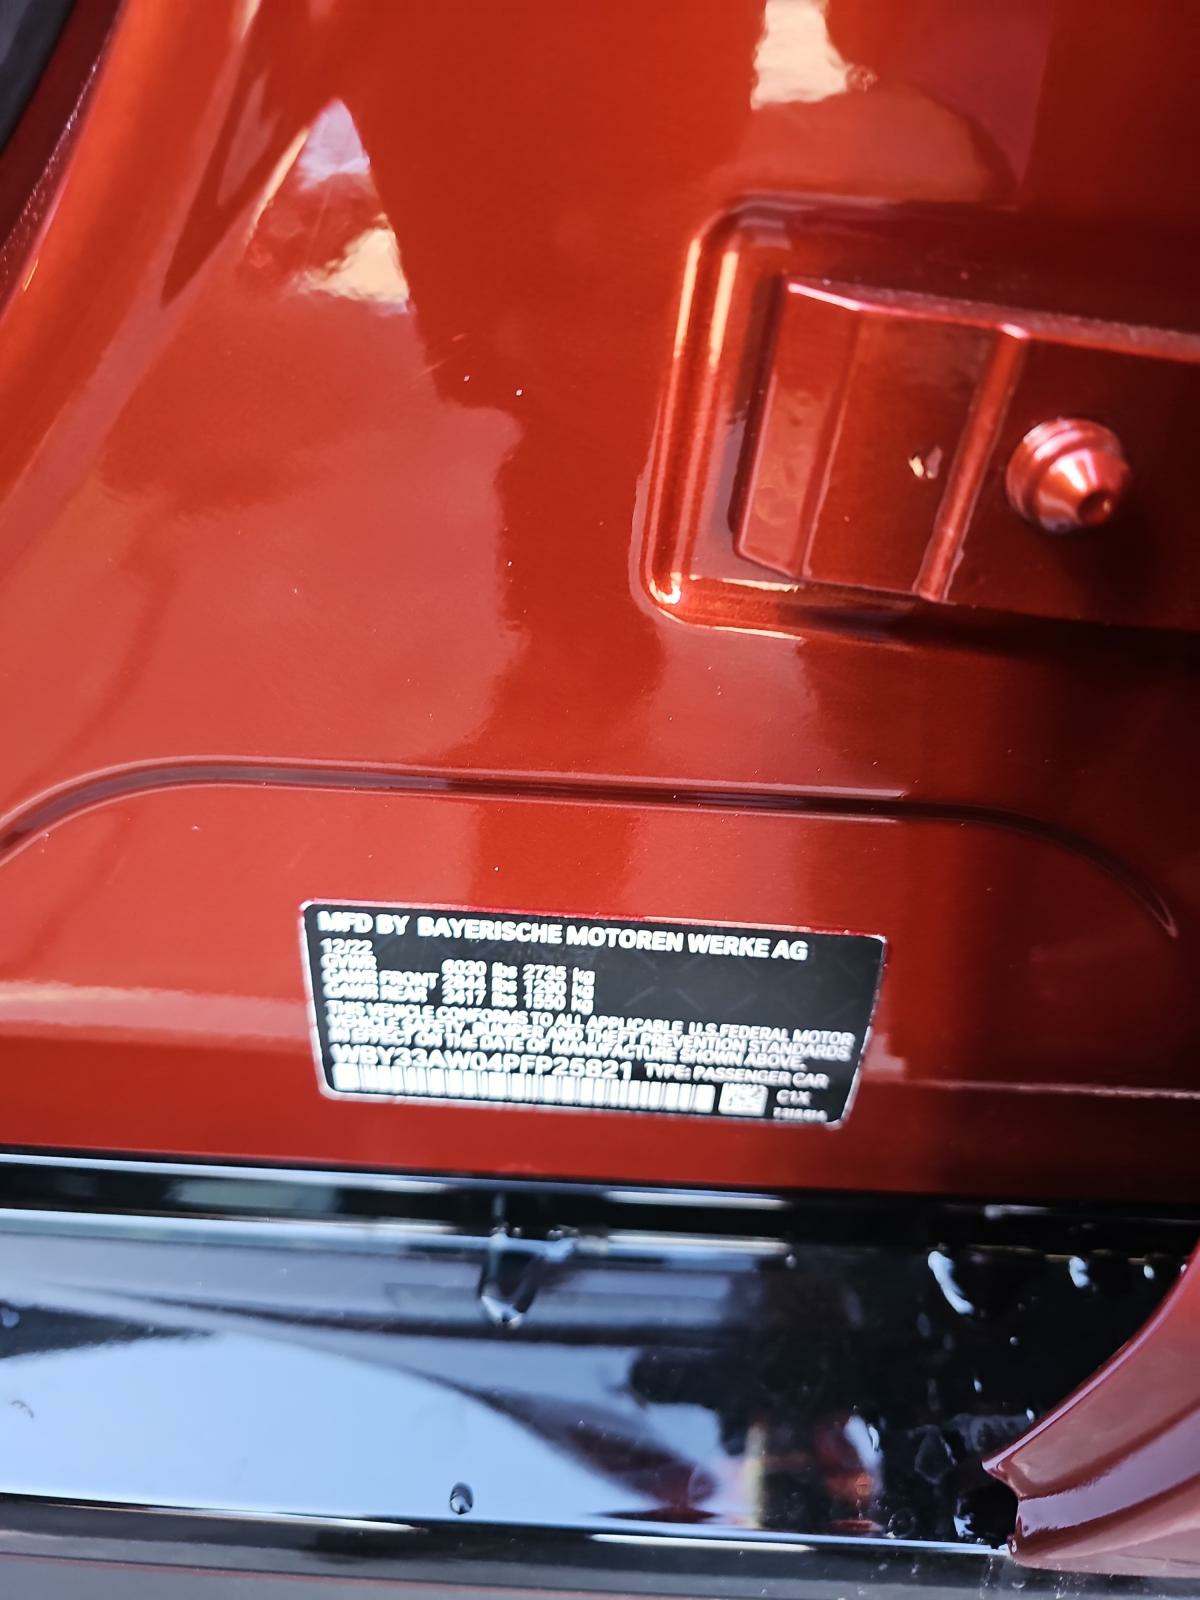 MFD BY BAYERISCHE MOTOREN WERKE AG
12/22
GVWR 6030 lbs 2735 kg
GAWR FRONT 2844 lbs 1290 kg
GAWR REAR 3417 lbs 1550 kg
THIS VEHICLE CONFORMS TO ALL APPLICABLE U.S.FEDERAL MOTOR
VEHICLE SAFETY, BUMPER AND THEFT PREVENTION STANDARDS
IN EFFECT ON THE DATE OF MANUFACTURE SHOWN ABOVE.
WBY33AW04PFP25821 TYPE: PASSENGER CAR
C1X